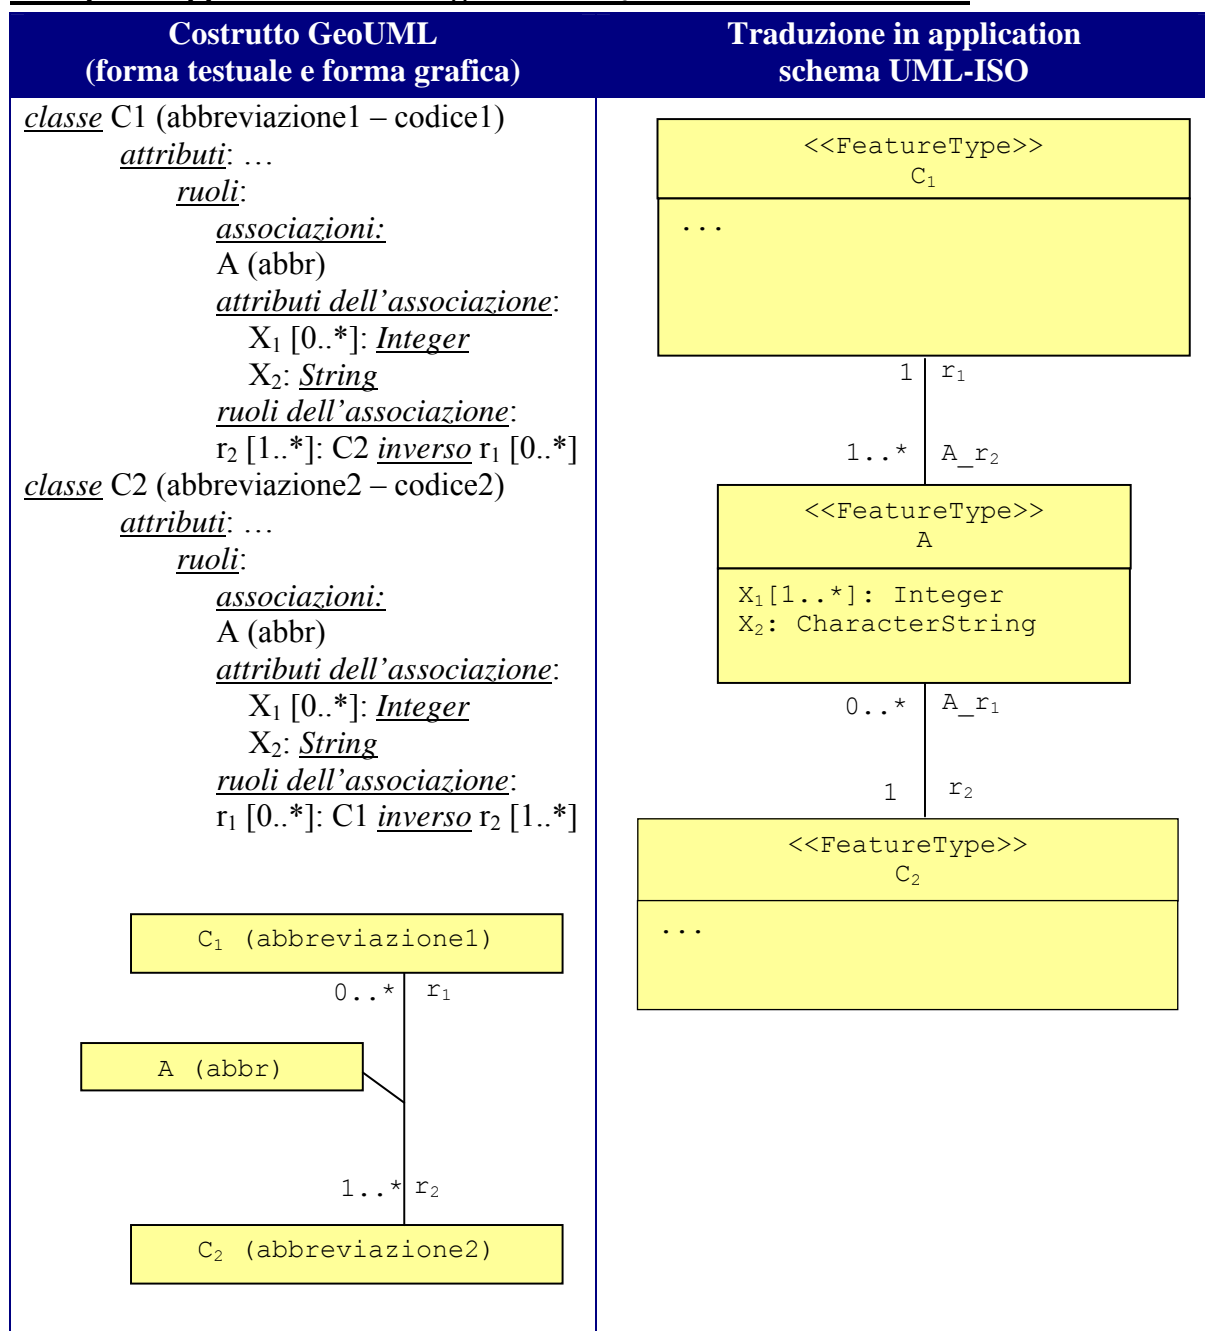 Costrutto GeoUML
(forma testuale e forma grafica)
Traduzione in application
schema UML-ISO
classe C1 (abbreviazione1 – codice1)
attributi: …
ruoli:
associazioni:
A (abbr)
attributi dell’associazione:
X₁ [0..*]: Integer
X₂: String
ruoli dell’associazione:
r₂ [1..*]: C2 inverso r₁ [0..*]
classe C2 (abbreviazione2 – codice2)
attributi: …
ruoli:
associazioni:
A (abbr)
attributi dell’associazione:
X₁ [0..*]: Integer
X₂: String
ruoli dell’associazione:
r₁ [0..*]: C1 inverso r₂ [1..*]
C₁ (abbreviazione1)
0..* r₁
A (abbr)
1..* r₂
C₂ (abbreviazione2)
<<FeatureType>>
C₁
...
1 r₁
1..* A_r₂
<<FeatureType>>
A
X₁[1..*]: Integer
X₂: CharacterString
0..* A_r₁
1 r₂
<<FeatureType>>
C₂
...